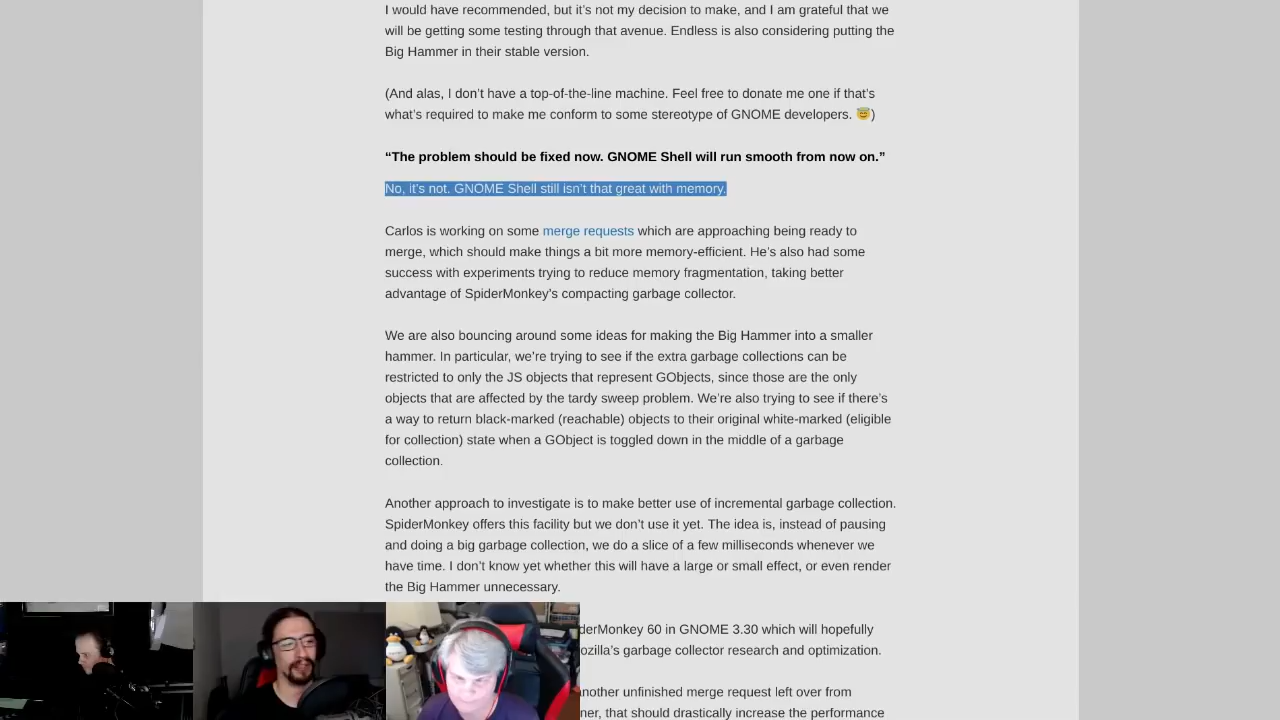 I would have recommended, but it’s not my decision to make, and I am grateful that we
will be getting some testing through that avenue. Endless is also considering putting the
Big Hammer in their stable version.
(And alas, I don’t have a top-of-the-line machine. Feel free to donate me one if that’s
what’s required to make me conform to some stereotype of GNOME developers. 😇)
“The problem should be fixed now. GNOME Shell will run smooth from now on.”
No, it’s not. GNOME Shell still isn’t that great with memory.
Carlos is working on some merge requests which are approaching being ready to
merge, which should make things a bit more memory-efficient. He’s also had some
success with experiments trying to reduce memory fragmentation, taking better
advantage of SpiderMonkey’s compacting garbage collector.
We are also bouncing around some ideas for making the Big Hammer into a smaller
hammer. In particular, we’re trying to see if the extra garbage collections can be
restricted to only the JS objects that represent GObjects, since those are the only
objects that are affected by the tardy sweep problem. We’re also trying to see if there’s
a way to return black-marked (reachable) objects to their original white-marked (eligible
for collection) state when a GObject is toggled down in the middle of a garbage
collection.
Another approach to investigate is to make better use of incremental garbage collection.
SpiderMonkey offers this facility but we don’t use it yet. The idea is, instead of pausing
and doing a big garbage collection, we do a slice of a few milliseconds whenever we
have time. I don’t know yet whether this will have a large or small effect, or even render
the Big Hammer unnecessary.
derMonkey 60 in GNOME 3.30 which will hopefully
ozilla’s garbage collector research and optimization.
nother unfinished merge request left over from
ner, that should drastically increase the performance